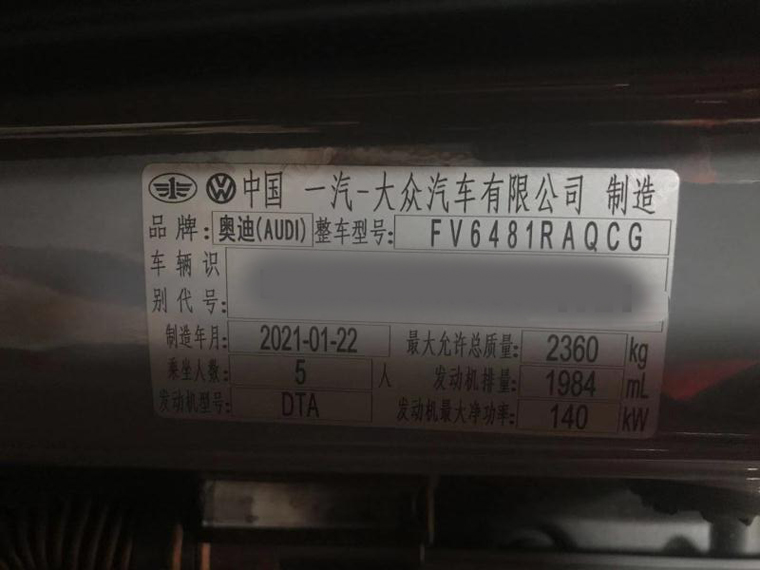 中国 一汽-大众汽车有限公司 制造
品牌: 奥迪(AUDI) 整车型号: FV6481RAQCG
车辆识
别代号:
制造年月: 2021-01-22 最大允许总质量: 2360 kg
乘坐人数: 5 人 发动机排量: 1984 mL
发动机型号: DTA 发动机最大净功率: 140 kW